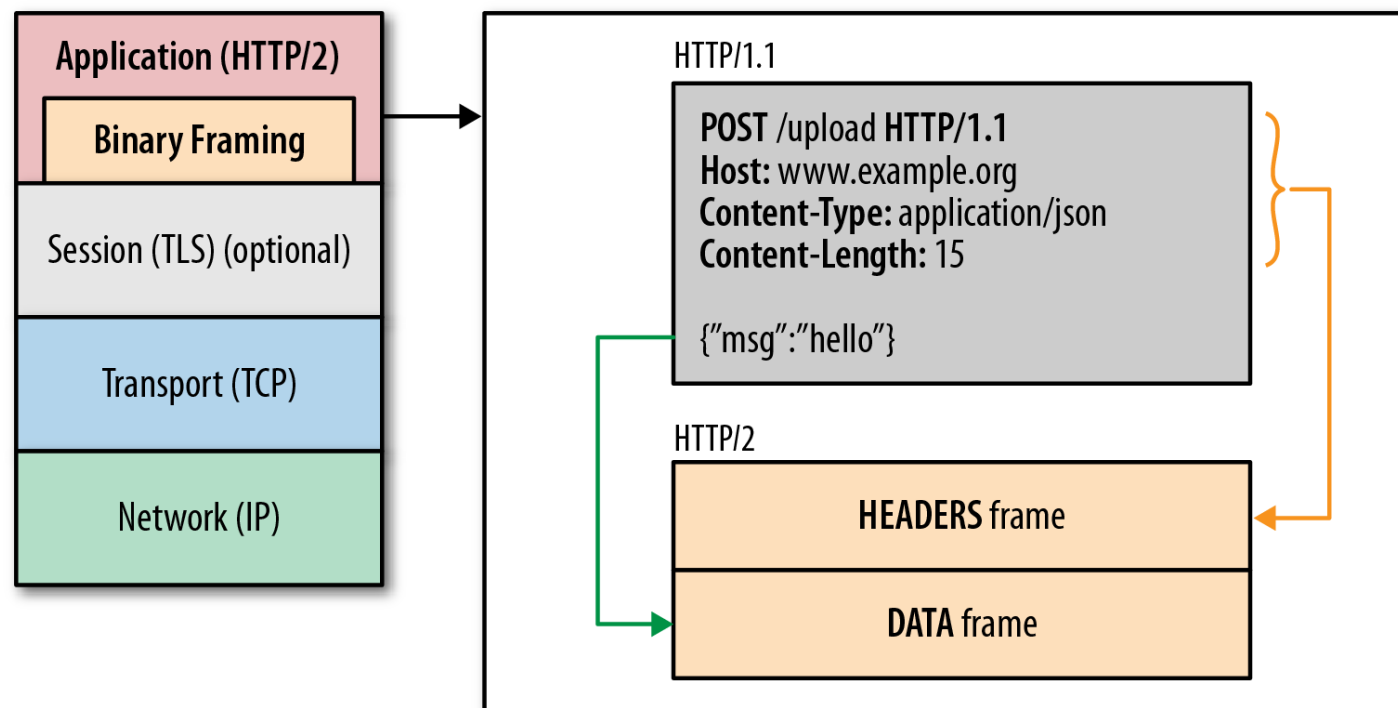 Application (HTTP/2)
Binary Framing
Session (TLS) (optional)
Transport (TCP)
Network (IP)
HTTP/1.1
POST /upload HTTP/1.1
Host: www.example.org
Content-Type: application/json
Content-Length: 15
{”msg”:”hello”}
HTTP/2
HEADERS frame
DATA frame